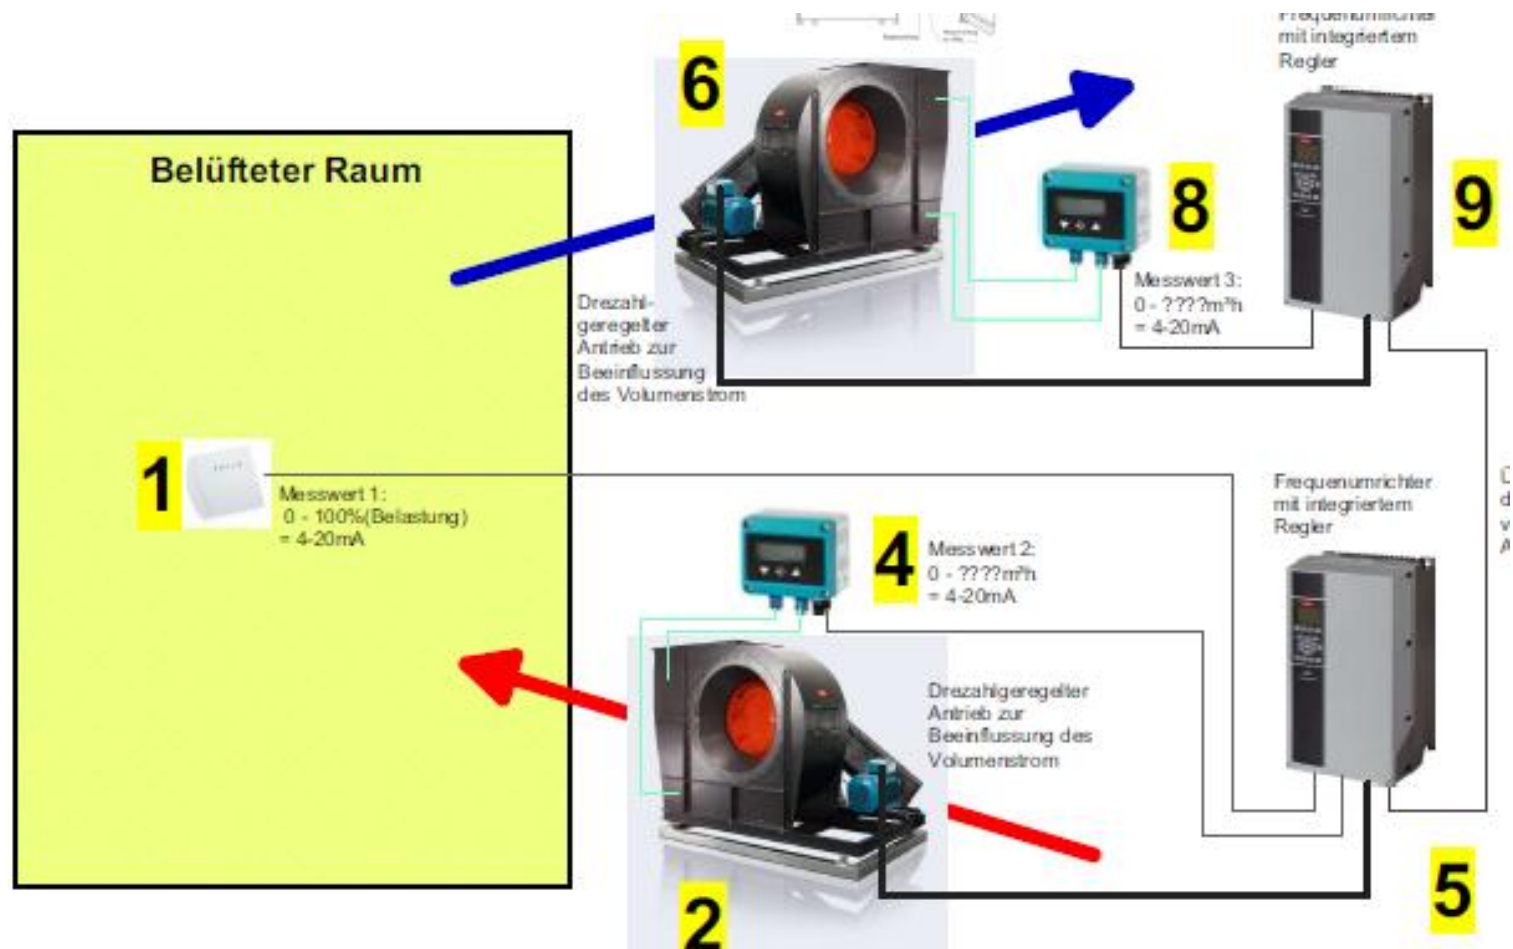 Frequenumrichter
mit integriertem
Regler
6
8
9
Belüfteter Raum
Messwert 3:
0 - ????m³h
= 4-20mA
Drezahl-
geregelter
Antrieb zur
Beeinflussung
des Volumenstrom
1
Messwert 1:
0 - 100%(Belastung)
= 4-20mA
4
Messwert 2:
0 - ????m³h
= 4-20mA
Frequenumrichter
mit integriertem
Regler
Drezahlgeregelter
Antrieb zur
Beeinflussung des
Volumenstrom
2
5